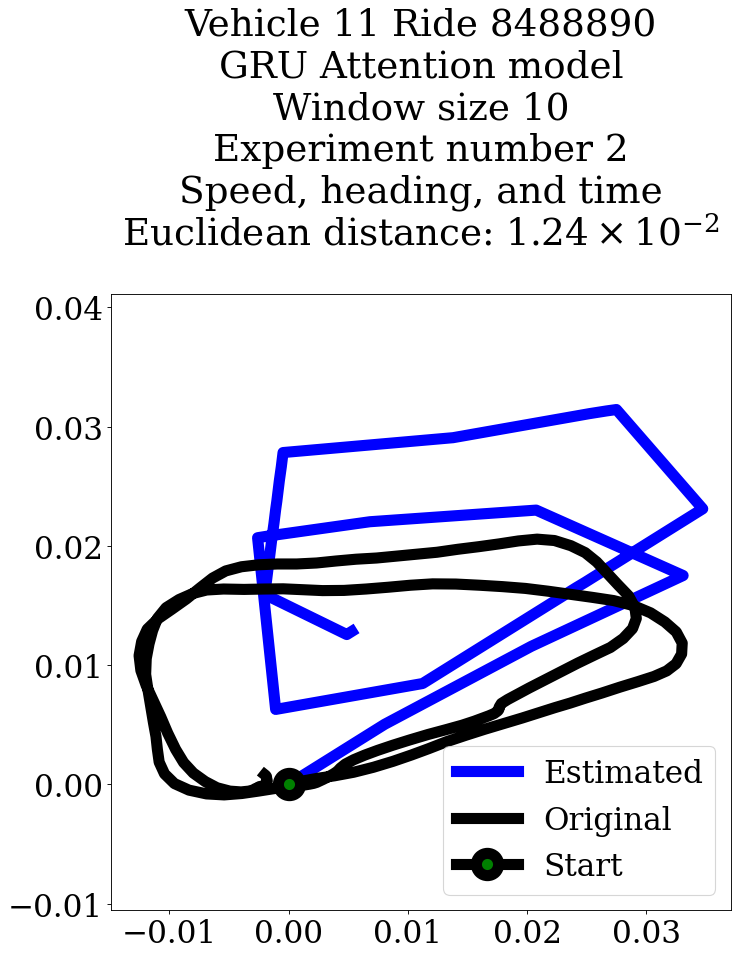 Vehicle 11 Ride 8488890
GRU Attention model
Window size 10
Experiment number 2
Speed, heading, and time
Euclidean distance: 1.24 × 10⁻²
0.04
0.03
0.02
0.01
0.00
−0.01
Estimated
Original
Start
−0.01 0.00 0.01 0.02 0.03